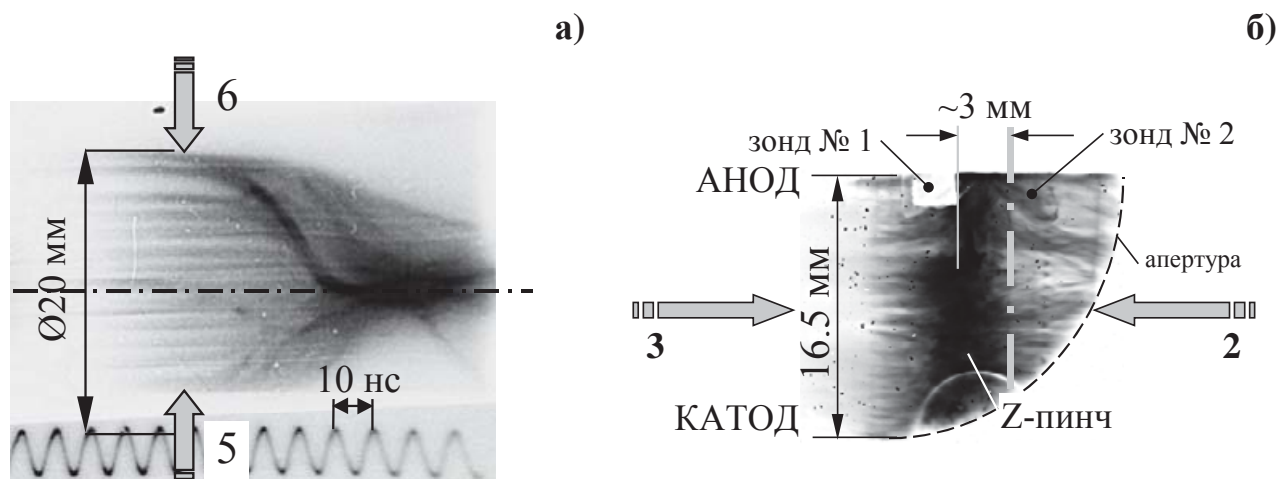 а)
б)
6
~3 мм
зонд № 1
зонд № 2
АНОД
Ø20 мм
16.5 мм
апертура
3
2
10 нс
КАТОД
Z-пинч
5